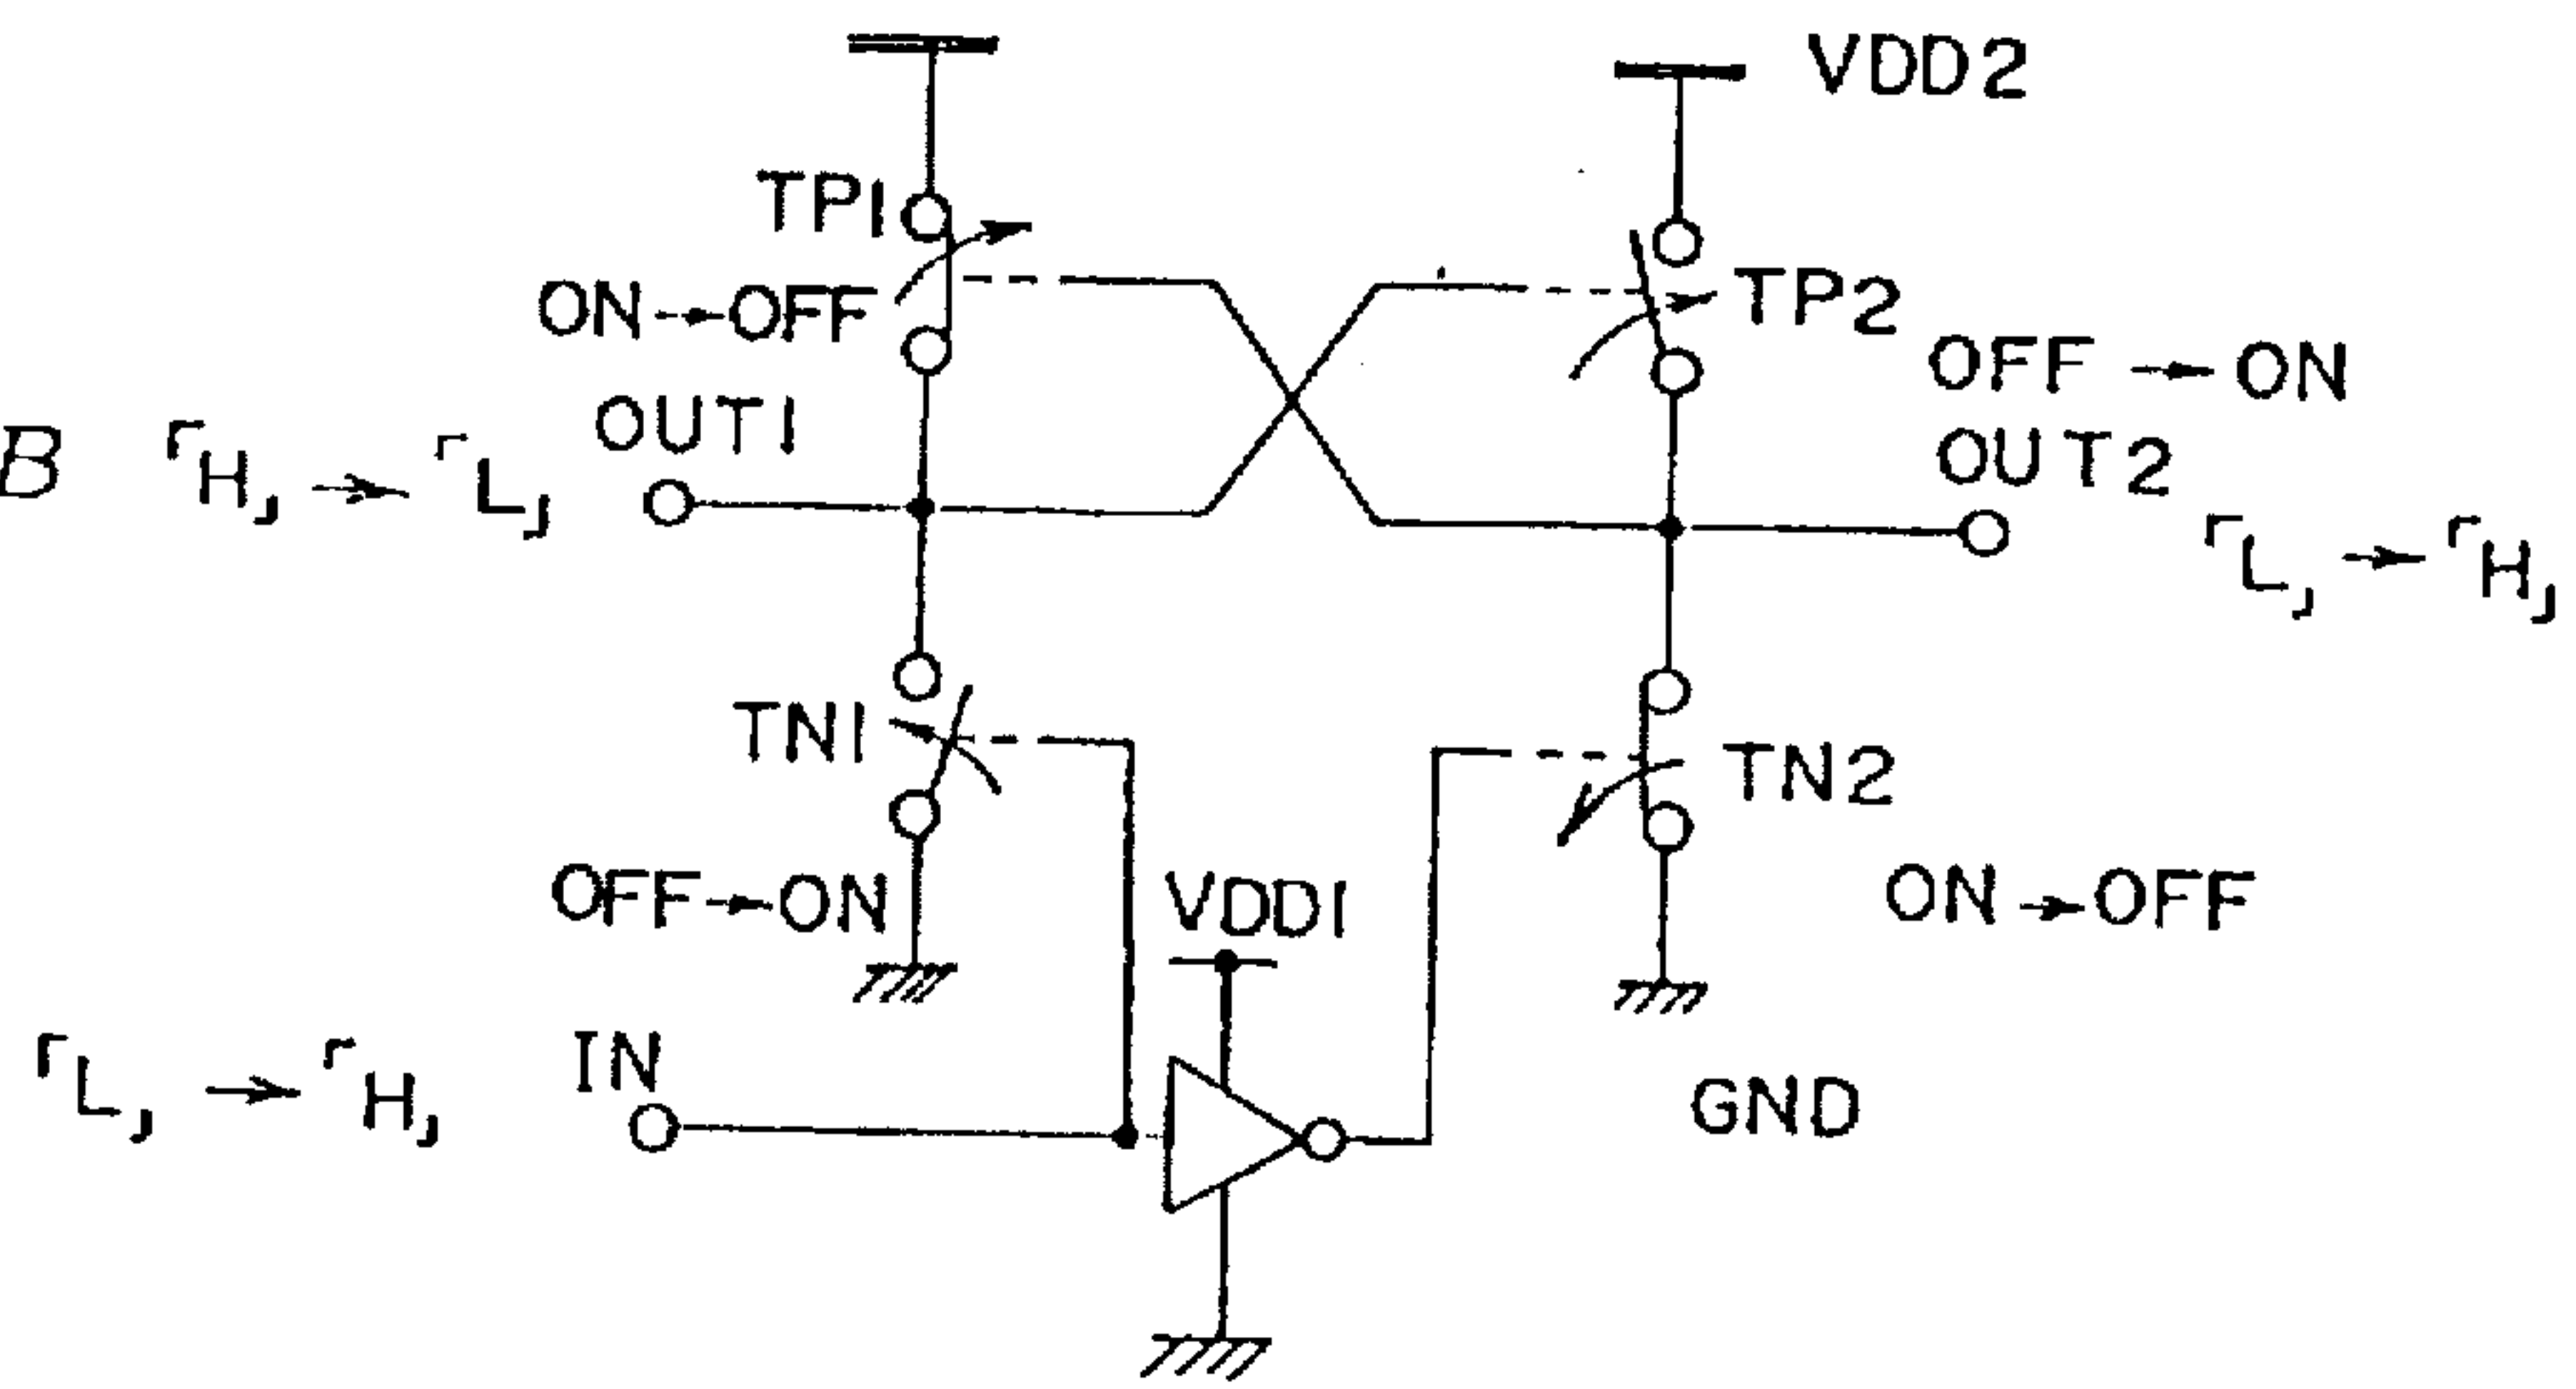 VDD2
TP1
ON→OFF
TP2
OFF→ON
OUT1
OUT2
B 「H」→「L」
「L」→「H」
TN1
TN2
OFF→ON
VDD1
ON→OFF
「L」→「H」
IN
GND